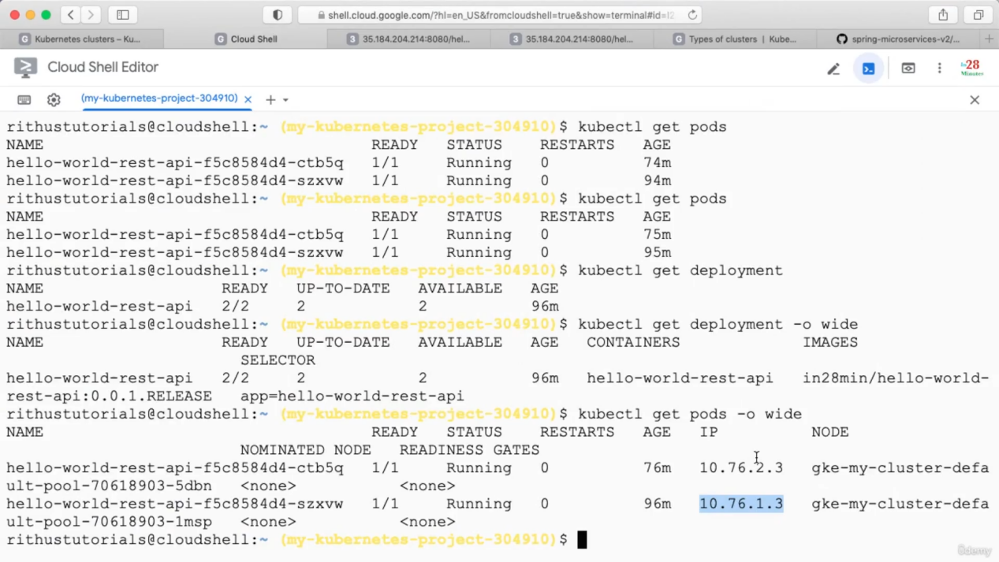 shell.cloud.google.com/?hl=en_US&fromcloudshell=true&show=terminal#id=I2
Kubernetes clusters – Ku... Cloud Shell 35.184.204.214:8080/hel... 35.184.204.214:8080/hel... Types of clusters | Kube... spring-microservices-v2/...
Cloud Shell Editor
in28
Minutes
(my-kubernetes-project-304910)
rithustutorials@cloudshell:~ (my-kubernetes-project-304910)$ kubectl get pods
NAME READY STATUS RESTARTS AGE
hello-world-rest-api-f5c8584d4-ctb5q 1/1 Running 0 74m
hello-world-rest-api-f5c8584d4-szxvw 1/1 Running 0 94m
rithustutorials@cloudshell:~ (my-kubernetes-project-304910)$ kubectl get pods
NAME READY STATUS RESTARTS AGE
hello-world-rest-api-f5c8584d4-ctb5q 1/1 Running 0 75m
hello-world-rest-api-f5c8584d4-szxvw 1/1 Running 0 95m
rithustutorials@cloudshell:~ (my-kubernetes-project-304910)$ kubectl get deployment
NAME READY UP-TO-DATE AVAILABLE AGE
hello-world-rest-api 2/2 2 2 96m
rithustutorials@cloudshell:~ (my-kubernetes-project-304910)$ kubectl get deployment -o wide
NAME READY UP-TO-DATE AVAILABLE AGE CONTAINERS IMAGES
SELECTOR
hello-world-rest-api 2/2 2 2 96m hello-world-rest-api in28min/hello-world-
rest-api:0.0.1.RELEASE app=hello-world-rest-api
rithustutorials@cloudshell:~ (my-kubernetes-project-304910)$ kubectl get pods -o wide
NAME READY STATUS RESTARTS AGE IP NODE
NOMINATED NODE READINESS GATES
hello-world-rest-api-f5c8584d4-ctb5q 1/1 Running 0 76m 10.76.2.3 gke-my-cluster-defa
ult-pool-70618903-5dbn <none> <none>
hello-world-rest-api-f5c8584d4-szxvw 1/1 Running 0 96m 10.76.1.3 gke-my-cluster-defa
ult-pool-70618903-1msp <none> <none>
rithustutorials@cloudshell:~ (my-kubernetes-project-304910)$
ûdemy